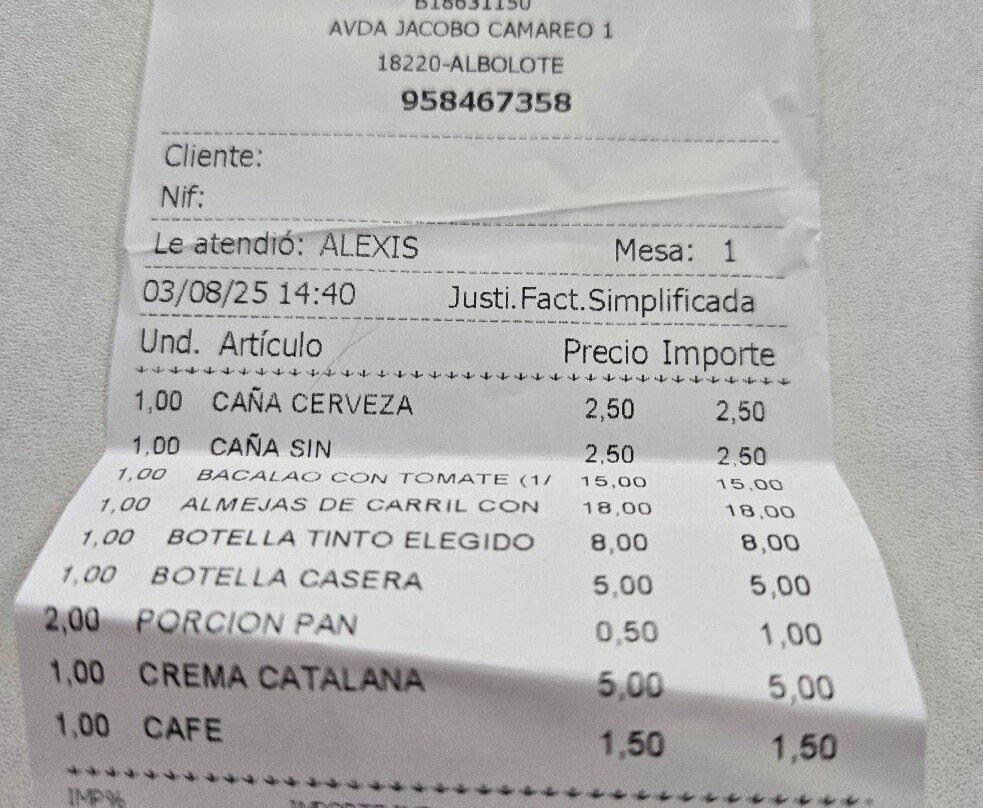 B18631150
AVDA JACOBO CAMAREO 1
18220-ALBOLOTE
958467358
Cliente:
Nif:
Le atendió: ALEXIS Mesa: 1
03/08/25 14:40 Justi.Fact.Simplificada
Und. Artículo Precio Importe
1,00 CAÑA CERVEZA 2,50 2,50
1,00 CAÑA SIN 2,50 2,50
1,00 BACALAO CON TOMATE (1/ 15,00 15,00
1,00 ALMEJAS DE CARRIL CON 18,00 18,00
1,00 BOTELLA TINTO ELEGIDO 8,00 8,00
1,00 BOTELLA CASERA 5,00 5,00
2,00 PORCION PAN 0,50 1,00
1,00 CREMA CATALANA 5,00 5,00
1,00 CAFE 1,50 1,50
IMP%